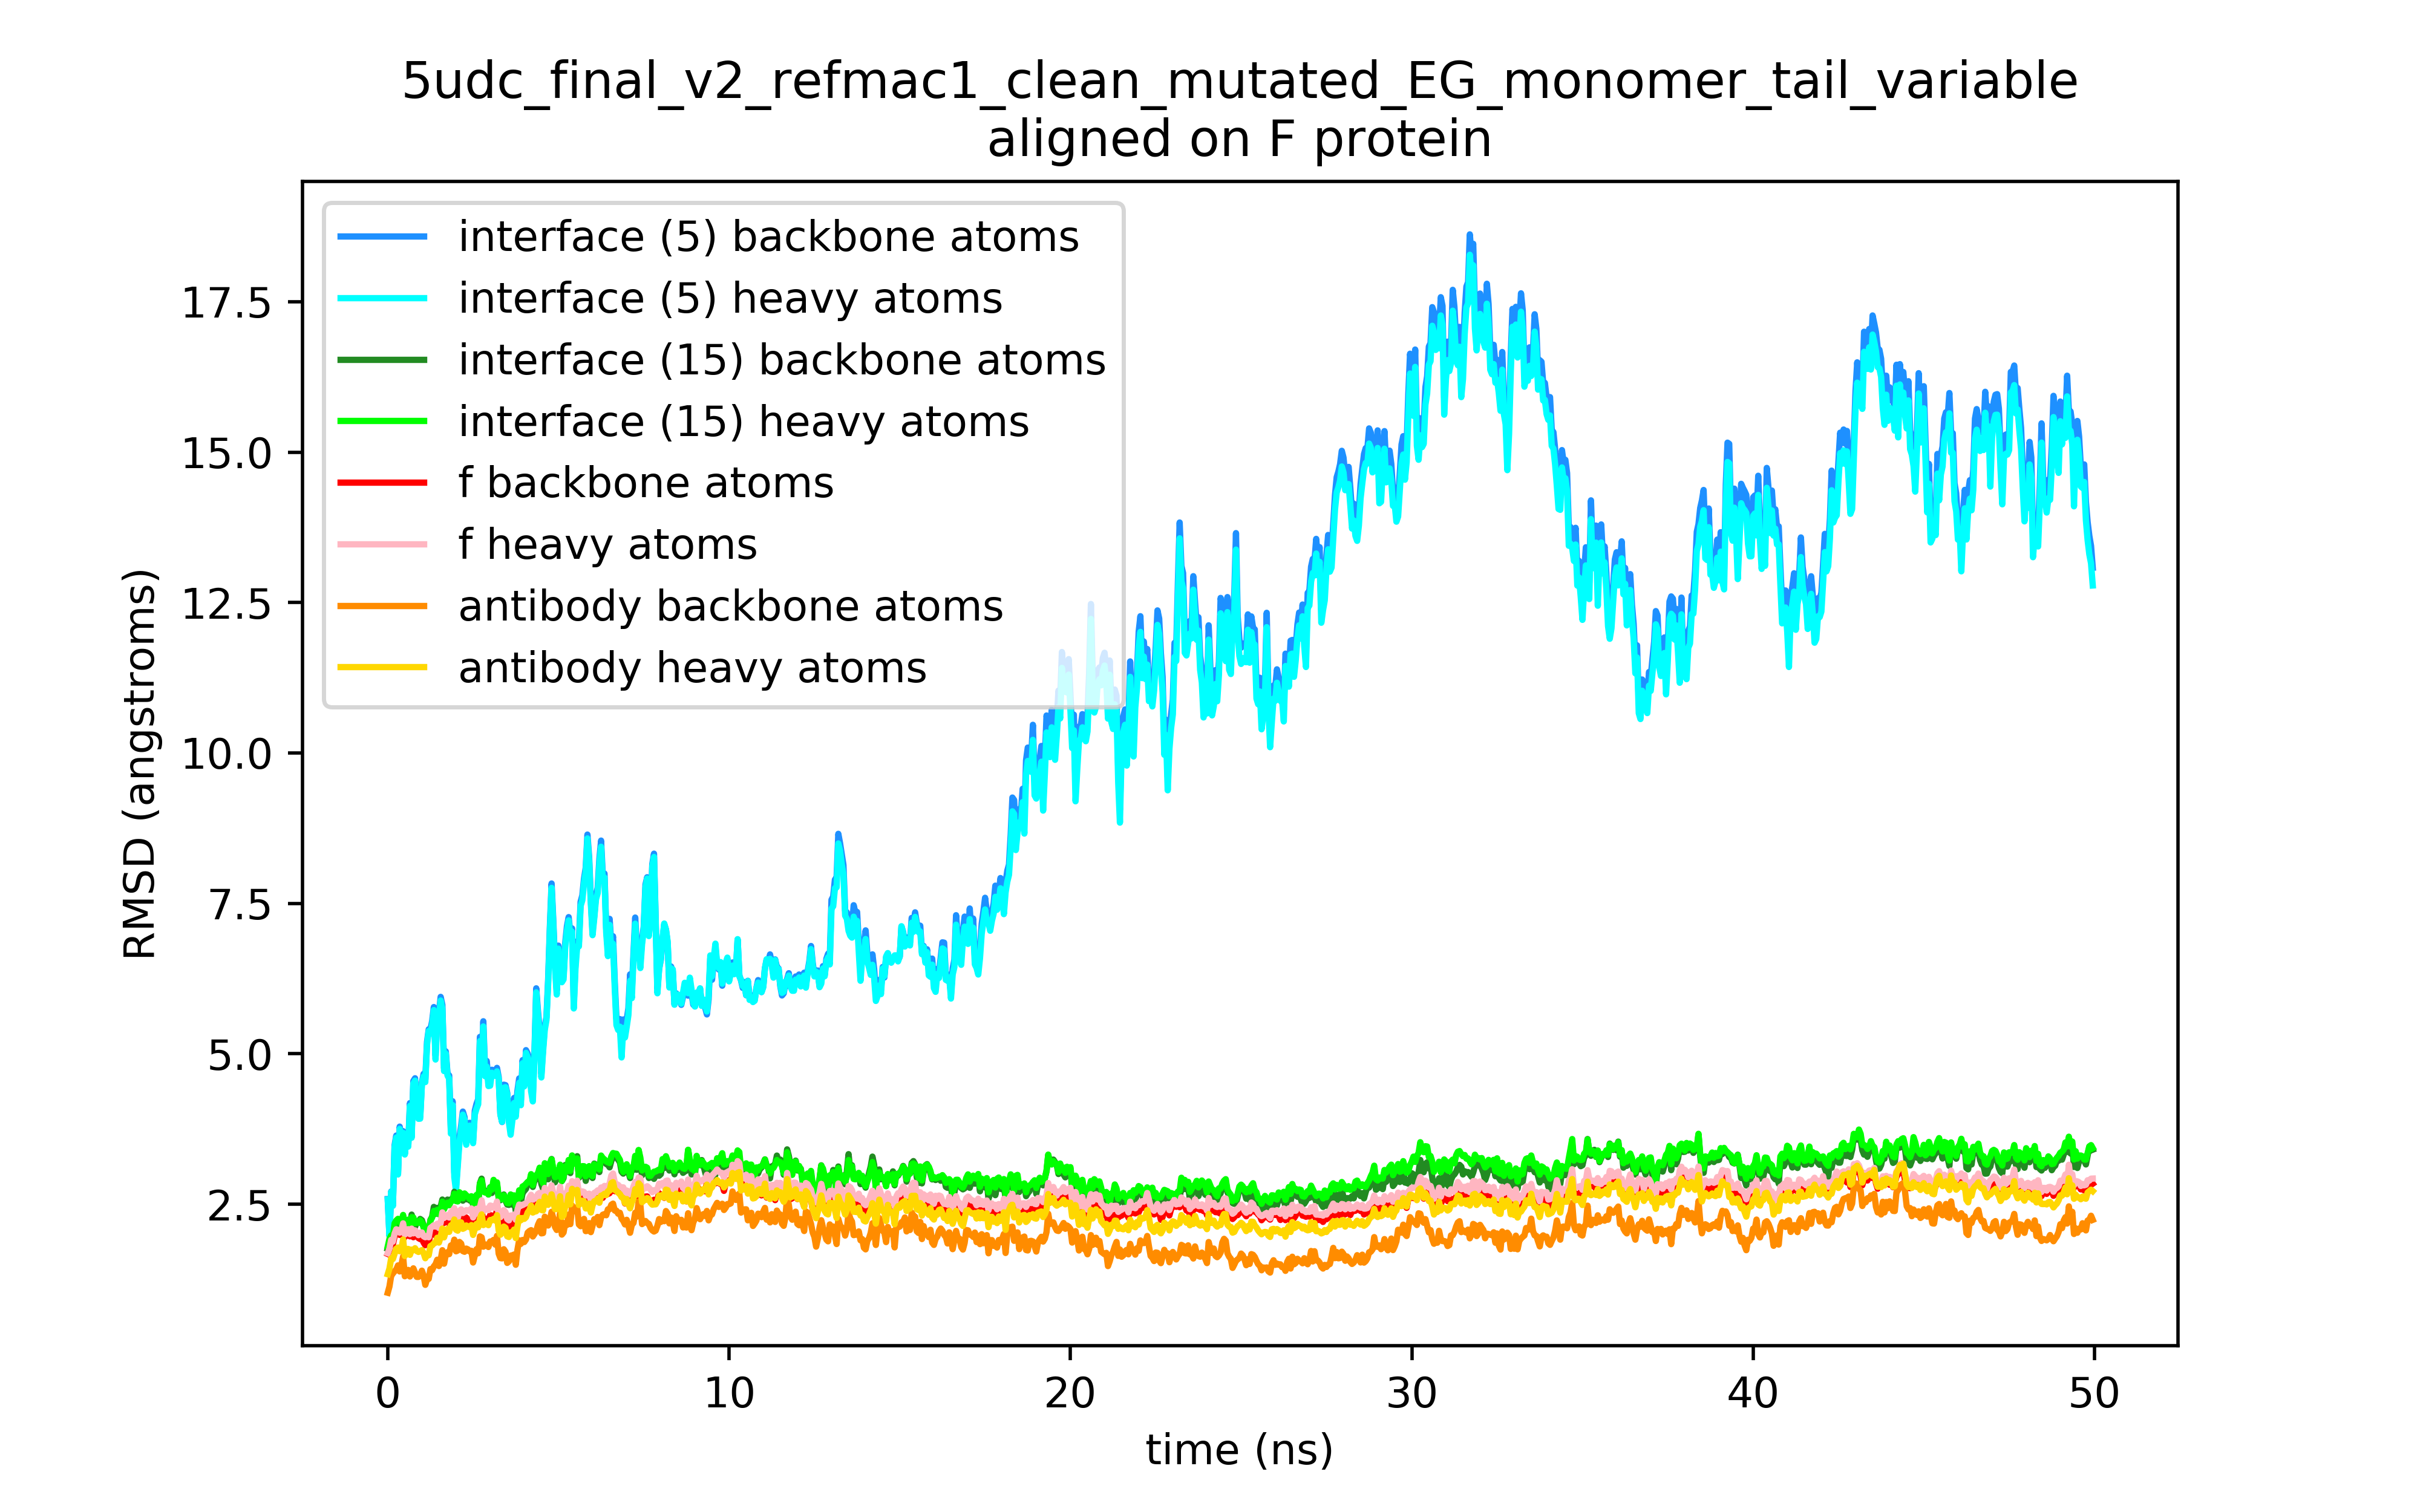 5udc_final_v2_refmac1_clean_mutated_EG_monomer_tail_variable
aligned on F protein
interface (5) backbone atoms
interface (5) heavy atoms
interface (15) backbone atoms
interface (15) heavy atoms
f backbone atoms
f heavy atoms
antibody backbone atoms
antibody heavy atoms
RMSD (angstroms)
17.5
15.0
12.5
10.0
7.5
5.0
2.5
0 10 20 30 40 50
time (ns)